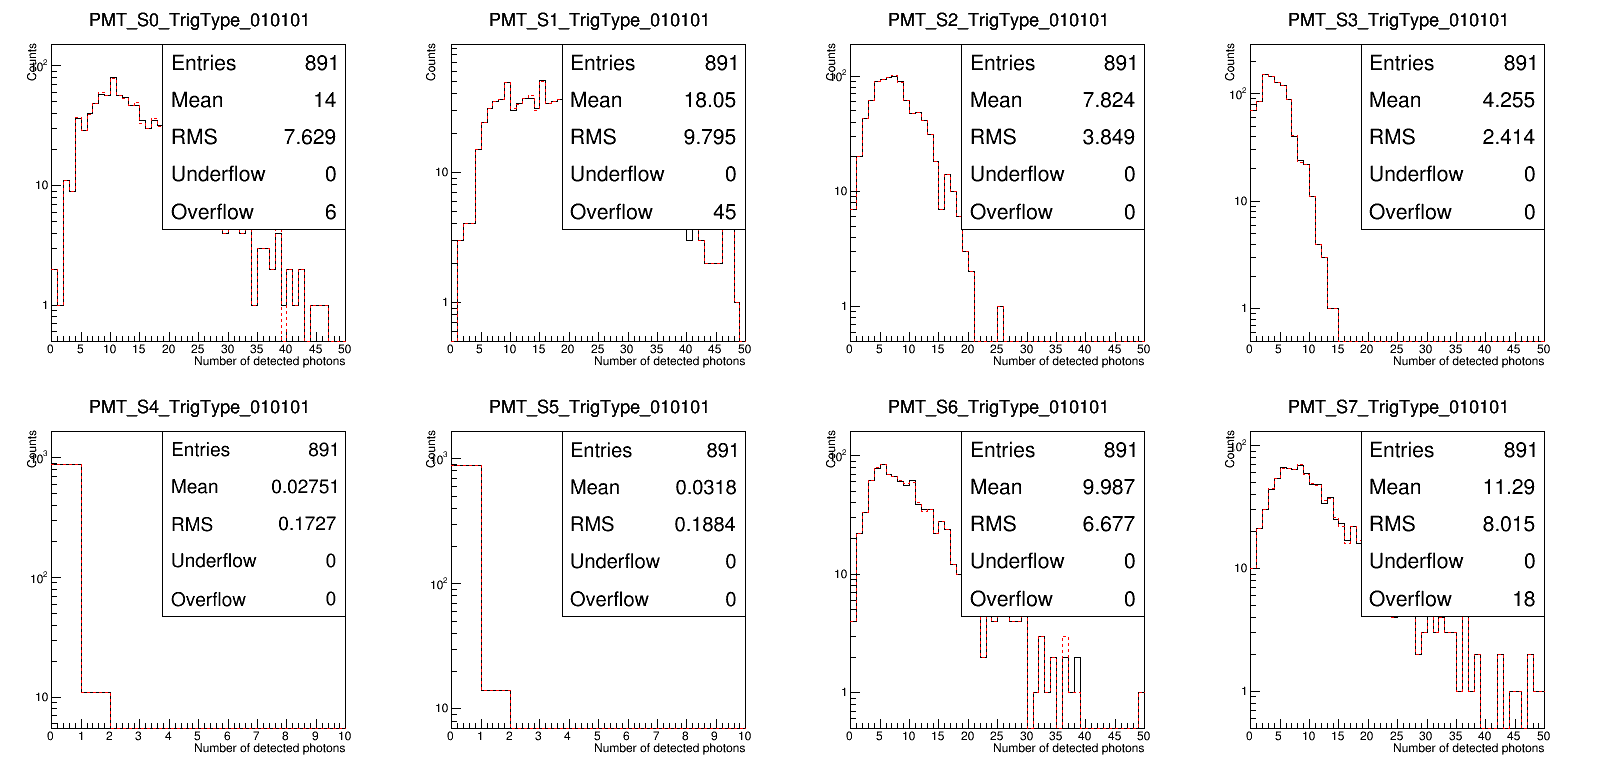 PMT_S0_TrigType_010101
Counts
10²
10
1
Entries 891
Mean 14
RMS 7.629
Underflow 0
Overflow 6
0 5 10 15 20 25 30 35 40 45 50
Number of detected photons
PMT_S1_TrigType_010101
Counts
10
1
Entries 891
Mean 18.05
RMS 9.795
Underflow 0
Overflow 45
0 5 10 15 20 25 30 35 40 45 50
Number of detected photons
PMT_S2_TrigType_010101
Counts
10²
10
1
Entries 891
Mean 7.824
RMS 3.849
Underflow 0
Overflow 0
0 5 10 15 20 25 30 35 40 45 50
Number of detected photons
PMT_S3_TrigType_010101
Counts
10²
10
1
Entries 891
Mean 4.255
RMS 2.414
Underflow 0
Overflow 0
0 5 10 15 20 25 30 35 40 45 50
Number of detected photons
PMT_S4_TrigType_010101
Counts
10³
10²
10
Entries 891
Mean 0.02751
RMS 0.1727
Underflow 0
Overflow 0
0 1 2 3 4 5 6 7 8 9 10
Number of detected photons
PMT_S5_TrigType_010101
Counts
10³
10²
10
Entries 891
Mean 0.0318
RMS 0.1884
Underflow 0
Overflow 0
0 1 2 3 4 5 6 7 8 9 10
Number of detected photons
PMT_S6_TrigType_010101
Counts
10²
10
1
Entries 891
Mean 9.987
RMS 6.677
Underflow 0
Overflow 0
0 5 10 15 20 25 30 35 40 45 50
Number of detected photons
PMT_S7_TrigType_010101
Counts
10²
10
1
Entries 891
Mean 11.29
RMS 8.015
Underflow 0
Overflow 18
0 5 10 15 20 25 30 35 40 45 50
Number of detected photons